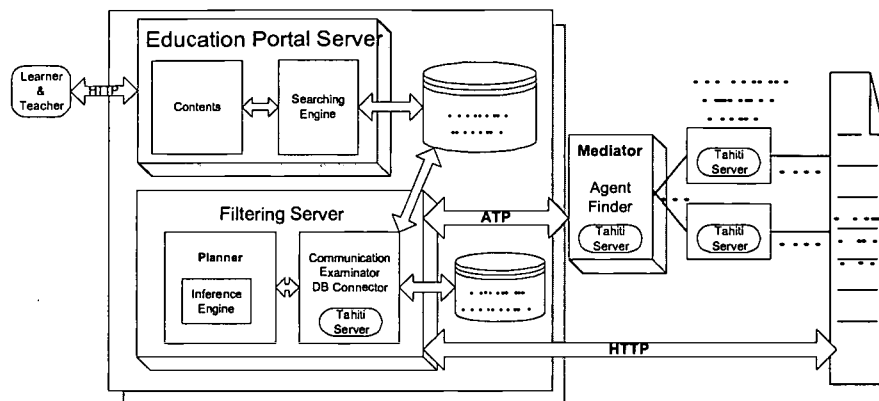 Education Portal Server
Learner
&
Teacher
HTTP
Contents
Searching
Engine
Filtering Server
Planner
Inference
Engine
Communication
Examinator
DB Connector
Tahiti
Server
ATP
HTTP
Mediator
Agent
Finder
Tahiti
Server
Tahiti
Server
Tahiti
Server